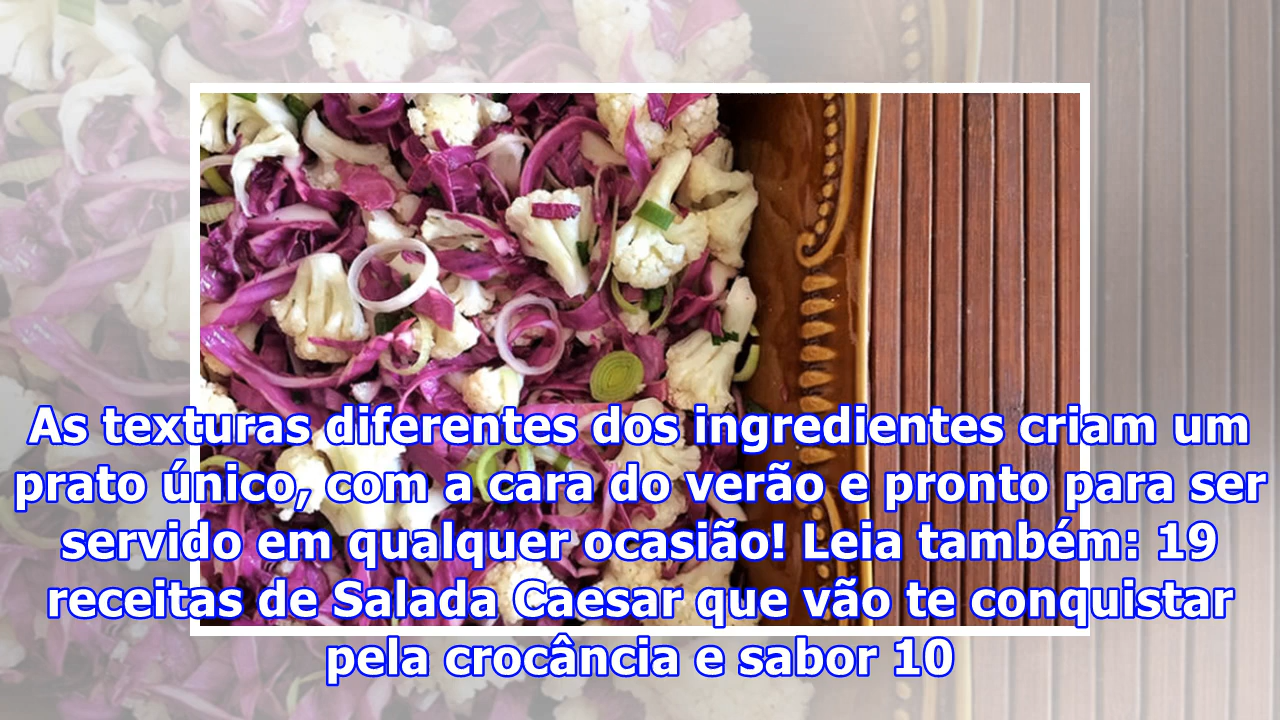 As texturas diferentes dos ingredientes criam um
prato único, com a cara do verão e pronto para ser
servido em qualquer ocasião! Leia também: 19
receitas de Salada Caesar que vão te conquistar
pela crocância e sabor 10